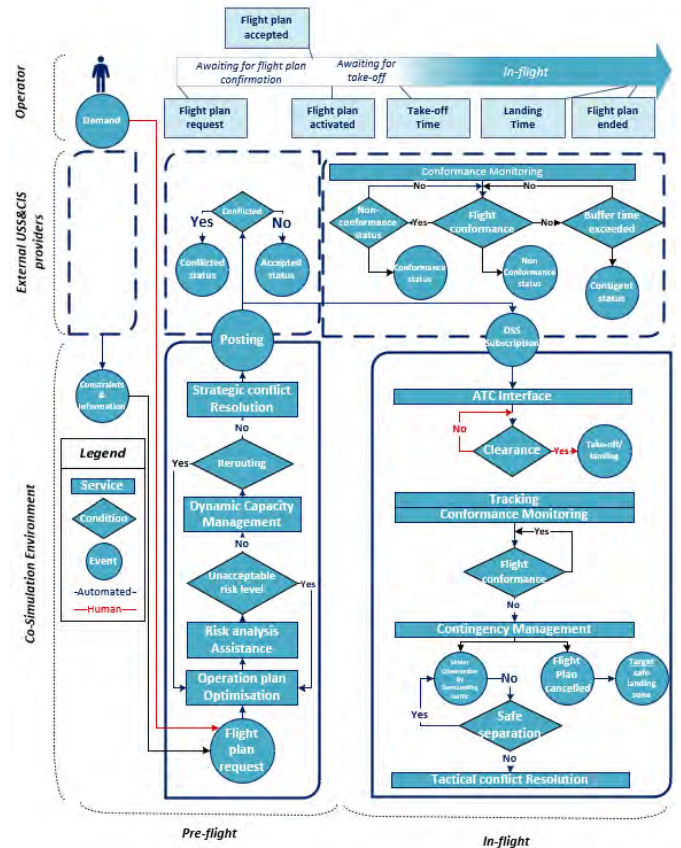 Flight plan
accepted
Awaiting for flight plan
confirmation
Awaiting for
take-off
In-flight
Operator
Demand
Flight plan
request
Flight plan
activated
Take-off
Time
Landing
Time
Flight plan
ended
External USS&CIS
providers
Conflicted
Yes
No
Conflicted
status
Accepted
status
Conformance Monitoring
No
No
Non-
conformance
status
Yes
Flight
conformance
No
Buffer time
exceeded
Conformance
status
Non
Conformance
status
Contigent
status
Posting
DSS
Subscription
Co-Simulation Environment
Constraints
&
Information
Legend
Service
Condition
Event
Automated
Human
Strategic conflict
Resolution
No
Yes
Rerouting
Dynamic Capacity
Management
No
Unacceptable
risk level
Yes
Risk analysis
Assistance
Operation plan
Optimisation
Flight
plan
request
ATC Interface
No
Clearance
Yes
Take-off/
landing
Tracking
Conformance Monitoring
Yes
Flight
conformance
No
Contingency Management
No
Flight
Plan
cancelled
Target
safe
landing
zone
Yes
Safe
separation
No
Tactical conflict Resolution
Pre-flight
In-flight